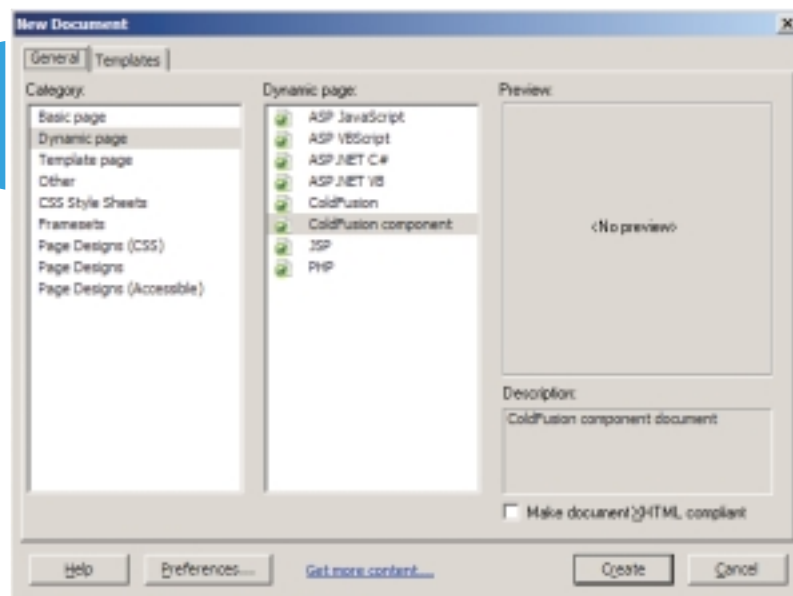 New Document
General
Templates
Category:
Basic page
Dynamic page
Template page
Other
CSS Style Sheets
Framesets
Page Designs (CSS)
Page Designs
Page Designs (Accessible)
Dynamic page:
ASP JavaScript
ASP VBScript
ASP.NET C#
ASP.NET VB
ColdFusion
ColdFusion component
JSP
PHP
Preview:
<No preview>
Description:
ColdFusion component document
Make document XHTML compliant
Help
Preferences...
Get more content...
Create
Cancel